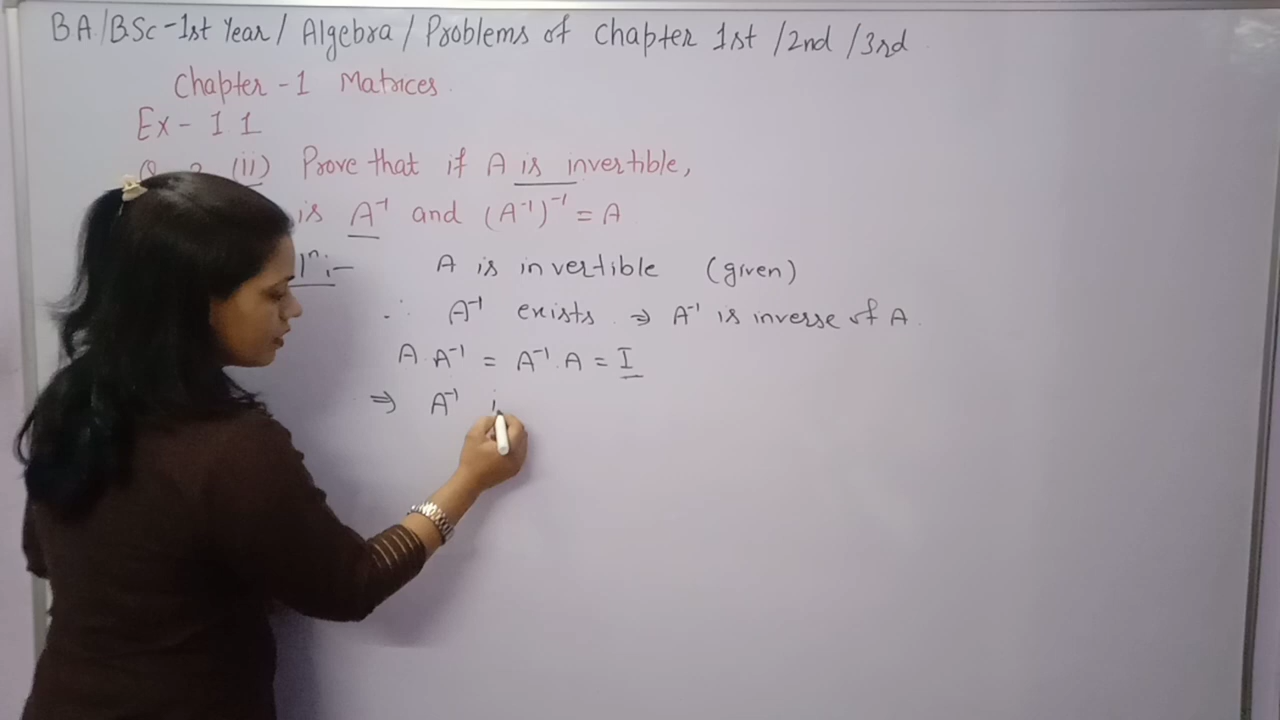 BA/BSc-1st Year/ Algebra/ Problems of Chapter 1st /2nd /3rd
Chapter -1 Matrices.
Ex- 1.1
(ii) Prove that if A is invertible,
is A⁻¹ and (A⁻¹)⁻¹ = A
A is invertible (given)
∴ A⁻¹ exists ⇒ A⁻¹ is inverse of A.
A.A⁻¹ = A⁻¹.A = I
⇒ A⁻¹ i